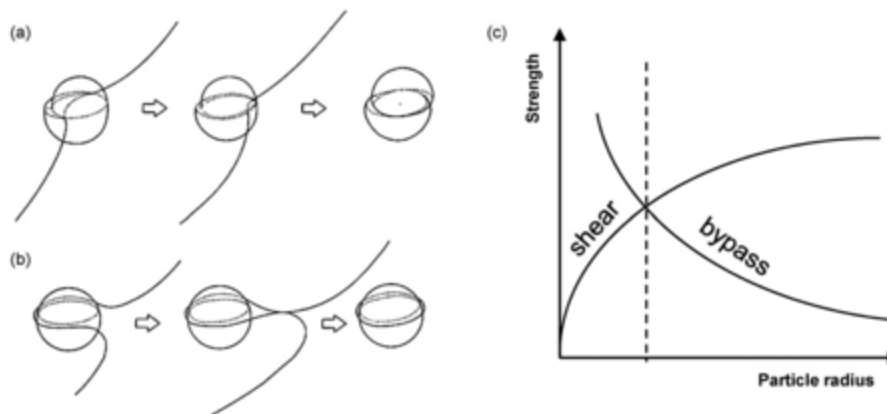 (a)
(b)
(c)
Strength
shear
bypass
Particle radius